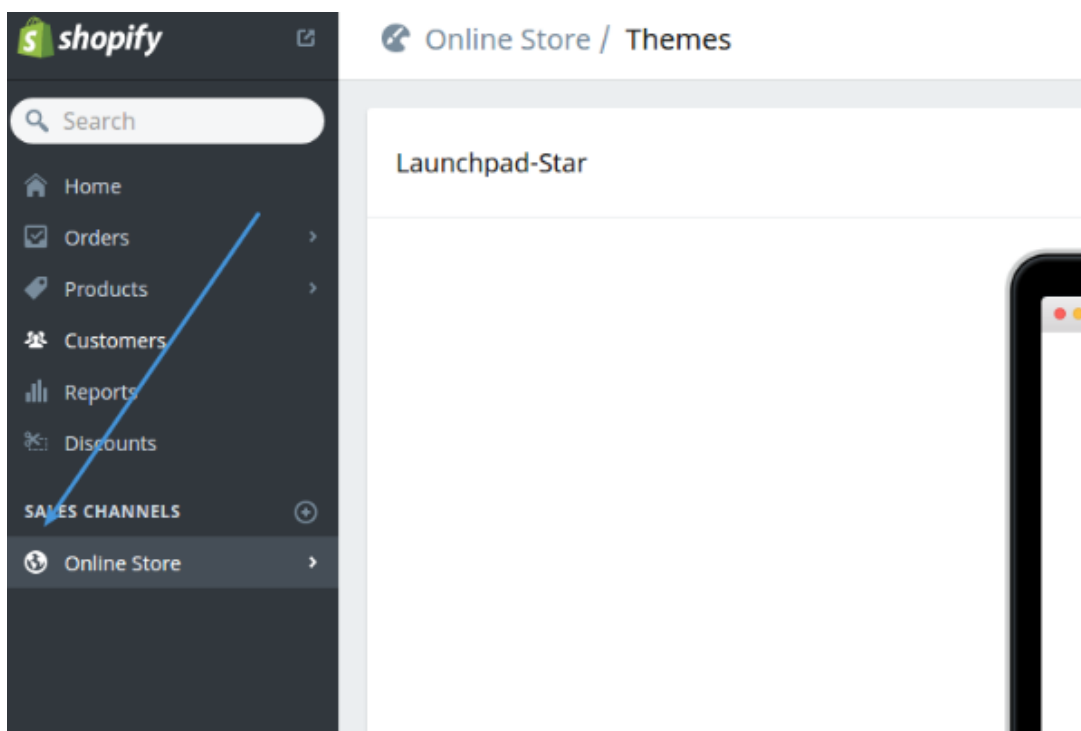 shopify
Online Store / Themes
Search
Home
Orders
Products
Customers
Reports
Discounts
SALES CHANNELS
Online Store
Launchpad-Star